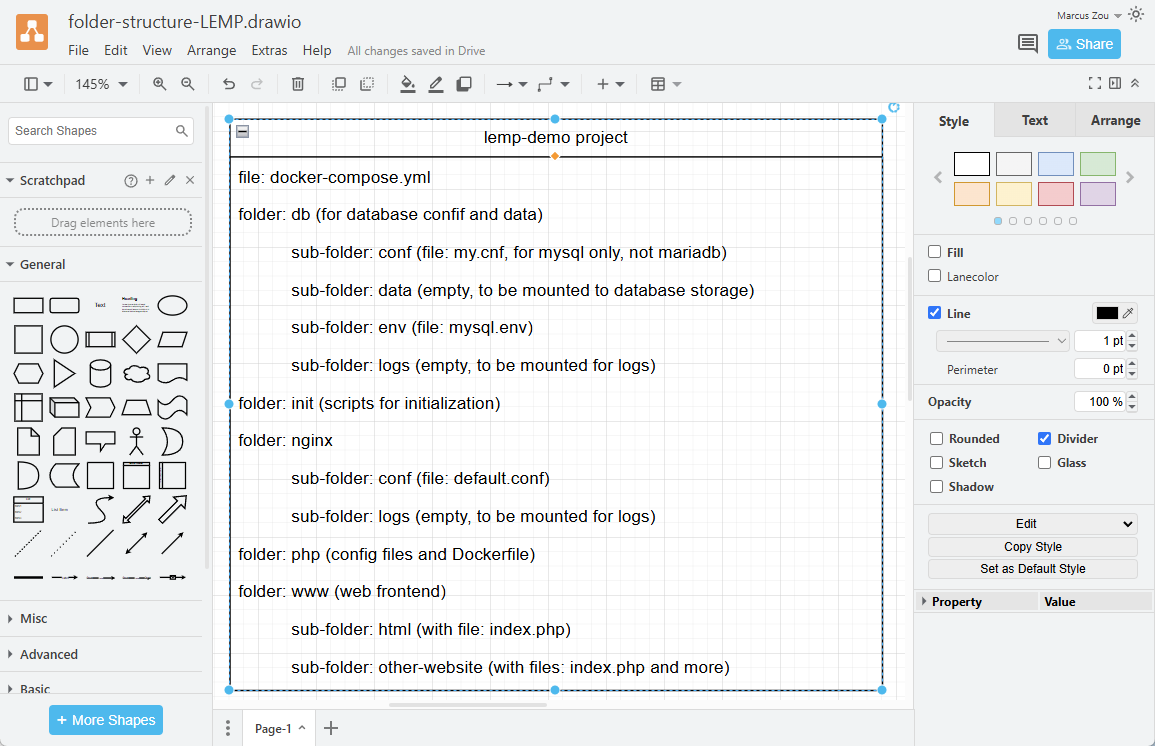 folder-structure-LEMP.drawio
Marcus Zou
File Edit View Arrange Extras Help All changes saved in Drive
Share
145%
Search Shapes
Scratchpad
Drag elements here
General
Text
Heading
Misc
Advanced
Basic
+ More Shapes
lemp-demo project
file: docker-compose.yml
folder: db (for database confif and data)
sub-folder: conf (file: my.cnf, for mysql only, not mariadb)
sub-folder: data (empty, to be mounted to database storage)
sub-folder: env (file: mysql.env)
sub-folder: logs (empty, to be mounted for logs)
folder: init (scripts for initialization)
folder: nginx
sub-folder: conf (file: default.conf)
sub-folder: logs (empty, to be mounted for logs)
folder: php (config files and Dockerfile)
folder: www (web frontend)
sub-folder: html (with file: index.php)
sub-folder: other-website (with files: index.php and more)
Page-1
Style Text Arrange
Fill
Lanecolor
Line
1 pt
Perimeter 0 pt
Opacity 100 %
Rounded Divider
Sketch Glass
Shadow
Edit
Copy Style
Set as Default Style
Property Value